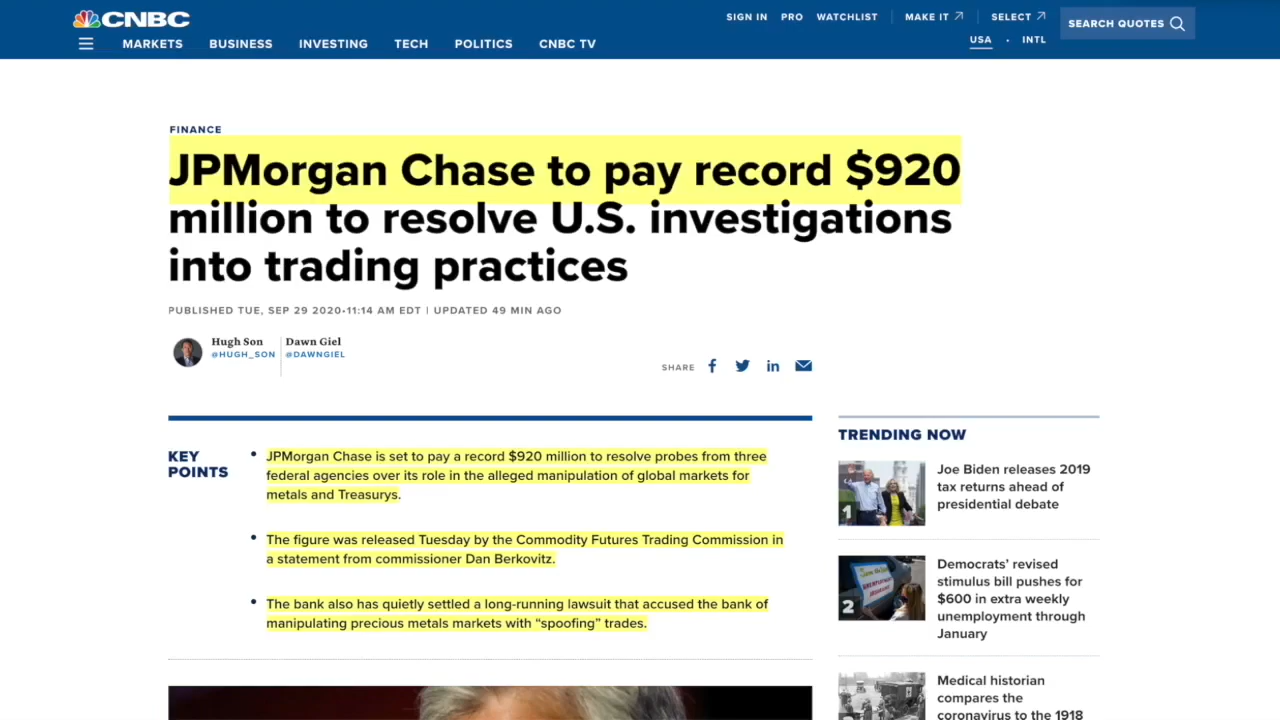 CNBC
SIGN IN PRO WATCHLIST MAKE IT SELECT
SEARCH QUOTES
USA · INTL
MARKETS BUSINESS INVESTING TECH POLITICS CNBC TV
FINANCE
JPMorgan Chase to pay record $920
million to resolve U.S. investigations
into trading practices
PUBLISHED TUE, SEP 29 2020•11:14 AM EDT | UPDATED 49 MIN AGO
Hugh Son
@HUGH_SON
Dawn Giel
@DAWNGIEL
SHARE
KEY
POINTS
• JPMorgan Chase is set to pay a record $920 million to resolve probes from three
federal agencies over its role in the alleged manipulation of global markets for
metals and Treasurys.
• The figure was released Tuesday by the Commodity Futures Trading Commission in
a statement from commissioner Dan Berkovitz.
• The bank also has quietly settled a long-running lawsuit that accused the bank of
manipulating precious metals markets with “spoofing” trades.
TRENDING NOW
1
Joe Biden releases 2019
tax returns ahead of
presidential debate
2
Democrats’ revised
stimulus bill pushes for
$600 in extra weekly
unemployment through
January
Medical historian
compares the
coronavirus to the 1918